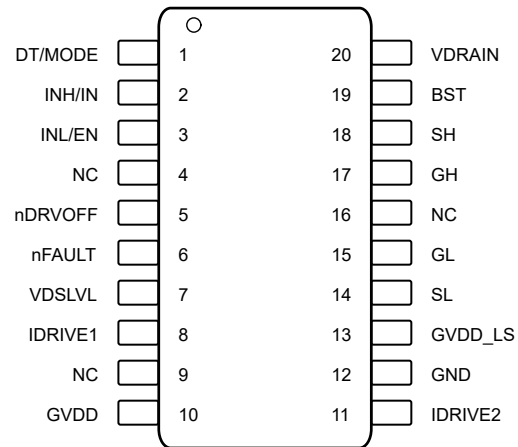 DT/MODE 1 20 VDRAIN
INH/IN 2 19 BST
INL/EN 3 18 SH
NC 4 17 GH
nDRVOFF 5 16 NC
nFAULT 6 15 GL
VDSLVL 7 14 SL
IDRIVE1 8 13 GVDD_LS
NC 9 12 GND
GVDD 10 11 IDRIVE2